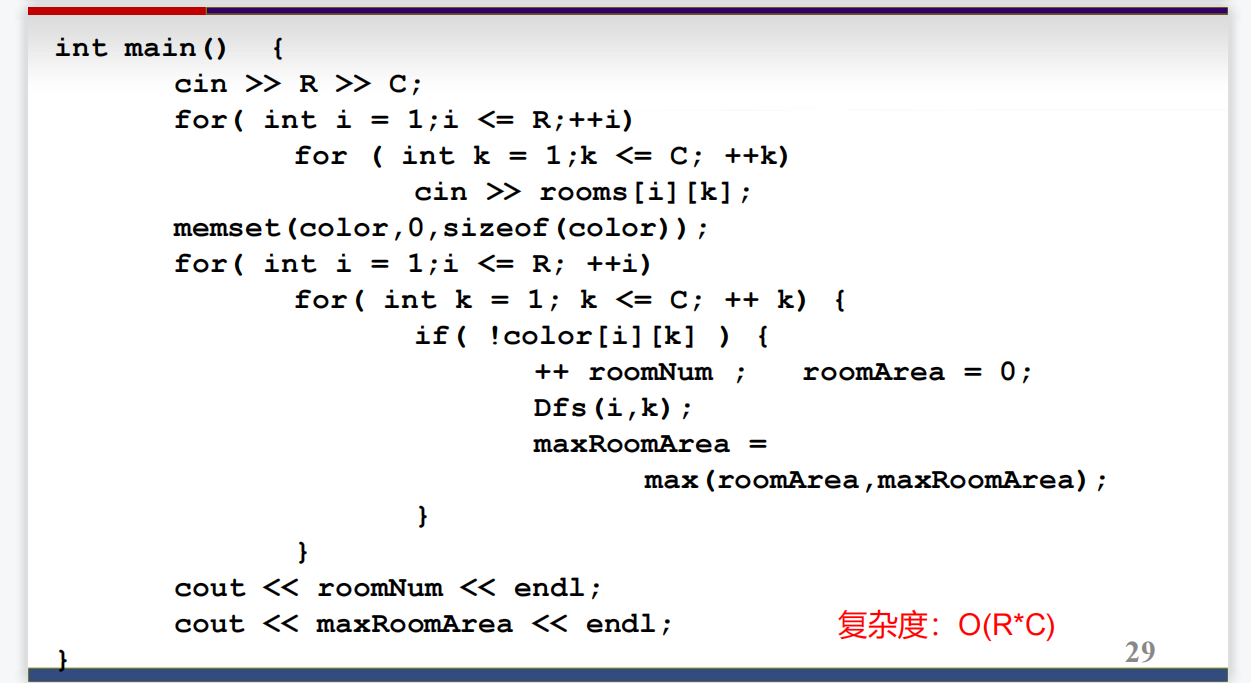 int main()  {
cin >> R >> C;
for( int i = 1;i <= R;++i)
for ( int k = 1;k <= C; ++k)
cin >> rooms[i][k];
memset(color,0,sizeof(color));
for( int i = 1;i <= R; ++i)
for( int k = 1; k <= C; ++ k) {
if( !color[i][k] ) {
++ roomNum ;   roomArea = 0;
Dfs(i,k);
maxRoomArea =
max(roomArea,maxRoomArea);
}
}
cout << roomNum << endl;
cout << maxRoomArea << endl;
复杂度：O(R*C)
}
29